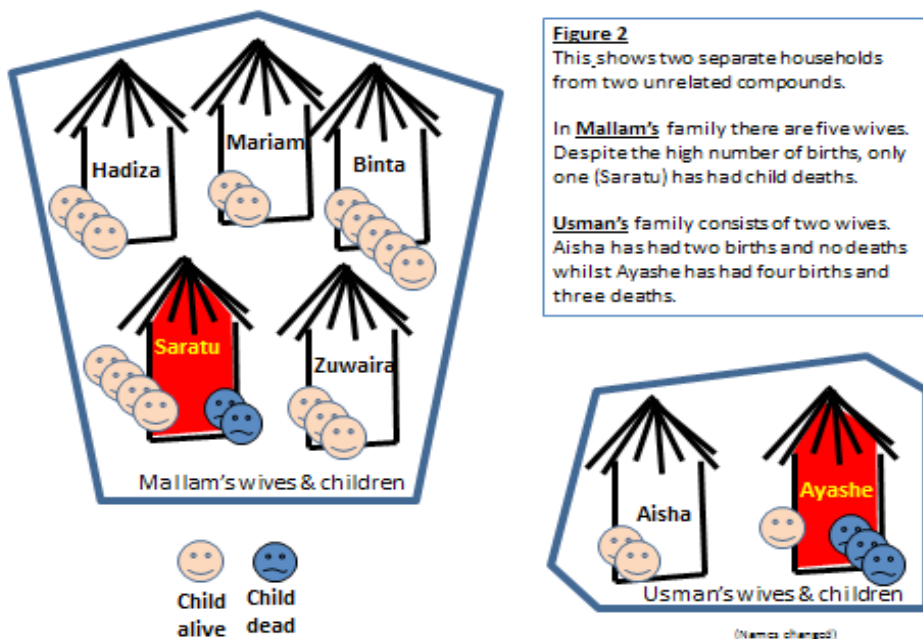 Figure 2
This shows two separate households
from two unrelated compounds.
In Mallam's family there are five wives.
Despite the high number of births, only
one (Saratu) has had child deaths.
Usman's family consists of two wives.
Aisha has had two births and no deaths
whilst Ayashe has had four births and
three deaths.
Hadiza
Mariam
Binta
Saratu
Zuwaira
Mallam's wives & children
Child
alive
Child
dead
Aisha
Ayashe
Usman's wives & children
(Names changed)